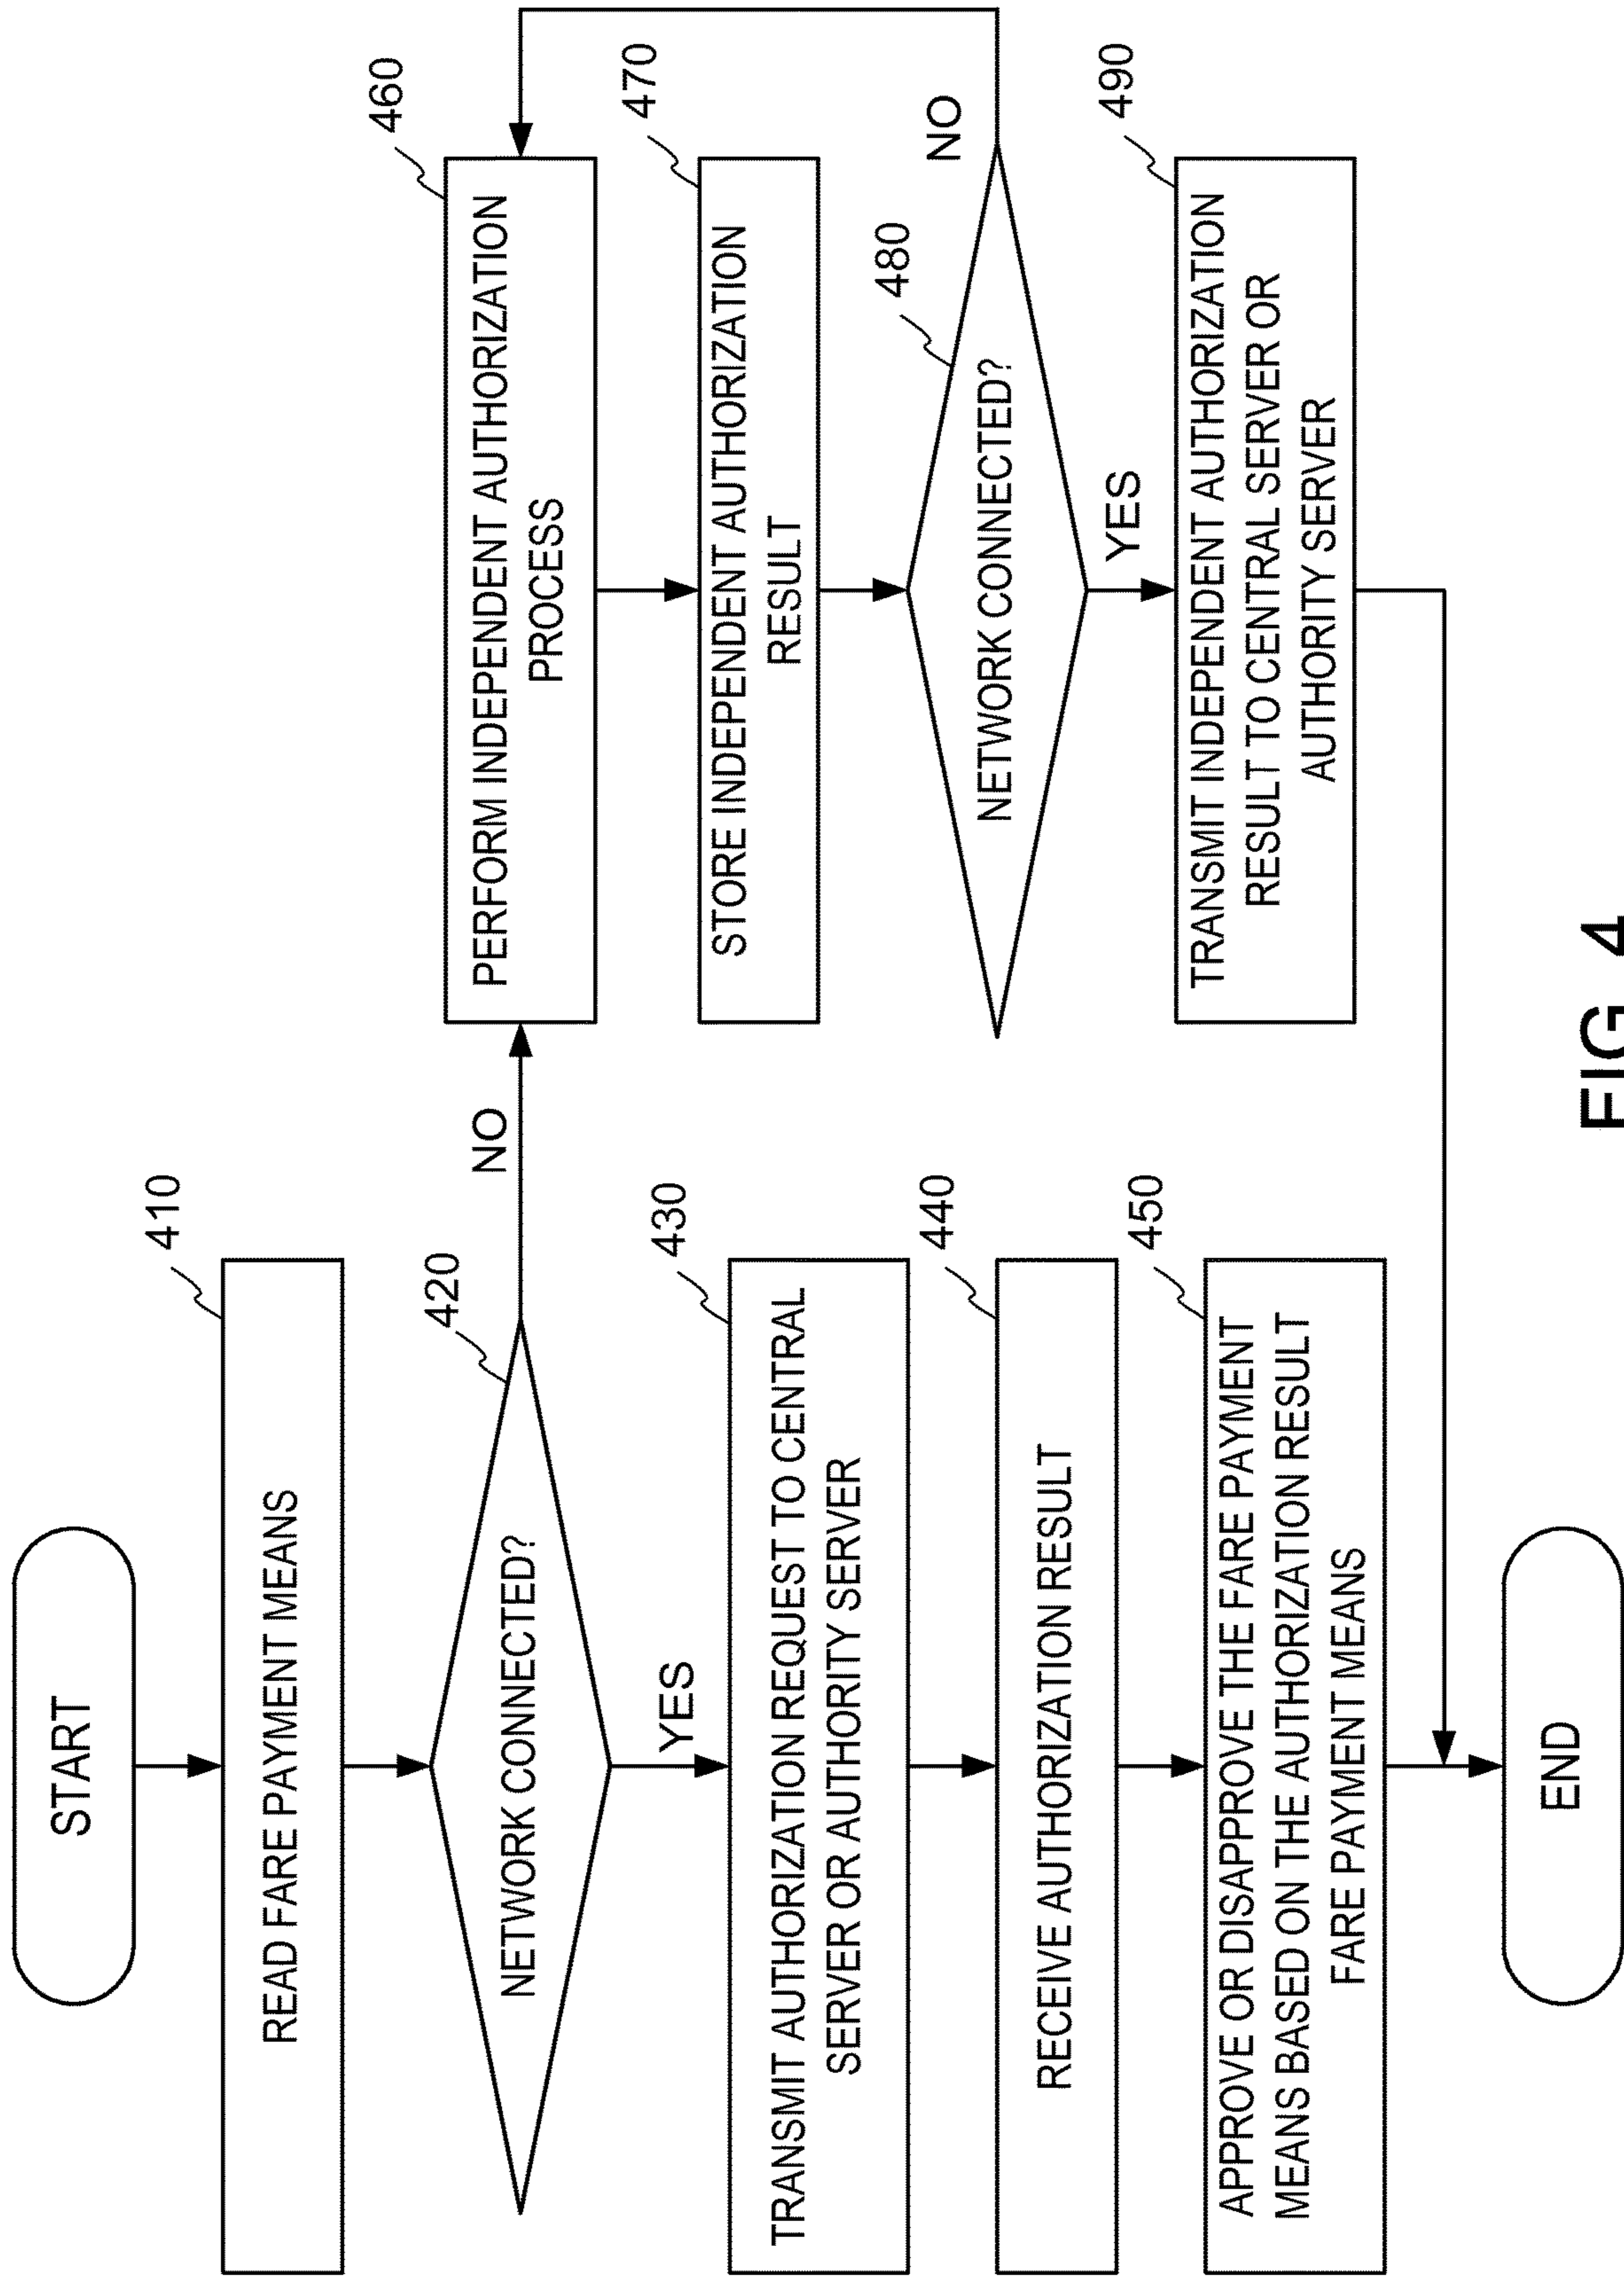 START
410
READ FARE PAYMENT MEANS
420
NETWORK CONNECTED?
NO
YES
430
TRANSMIT AUTHORIZATION REQUEST TO CENTRAL
SERVER OR AUTHORITY SERVER
440
RECEIVE AUTHORIZATION RESULT
450
APPROVE OR DISAPPROVE THE FARE PAYMENT
MEANS BASED ON THE AUTHORIZATION RESULT
FARE PAYMENT MEANS
END
460
PERFORM INDEPENDENT AUTHORIZATION
PROCESS
470
STORE INDEPENDENT AUTHORIZATION
RESULT
480
NETWORK CONNECTED?
NO
YES
490
TRANSMIT INDEPENDENT AUTHORIZATION
RESULT TO CENTRAL SERVER OR
AUTHORITY SERVER
FIG. 4